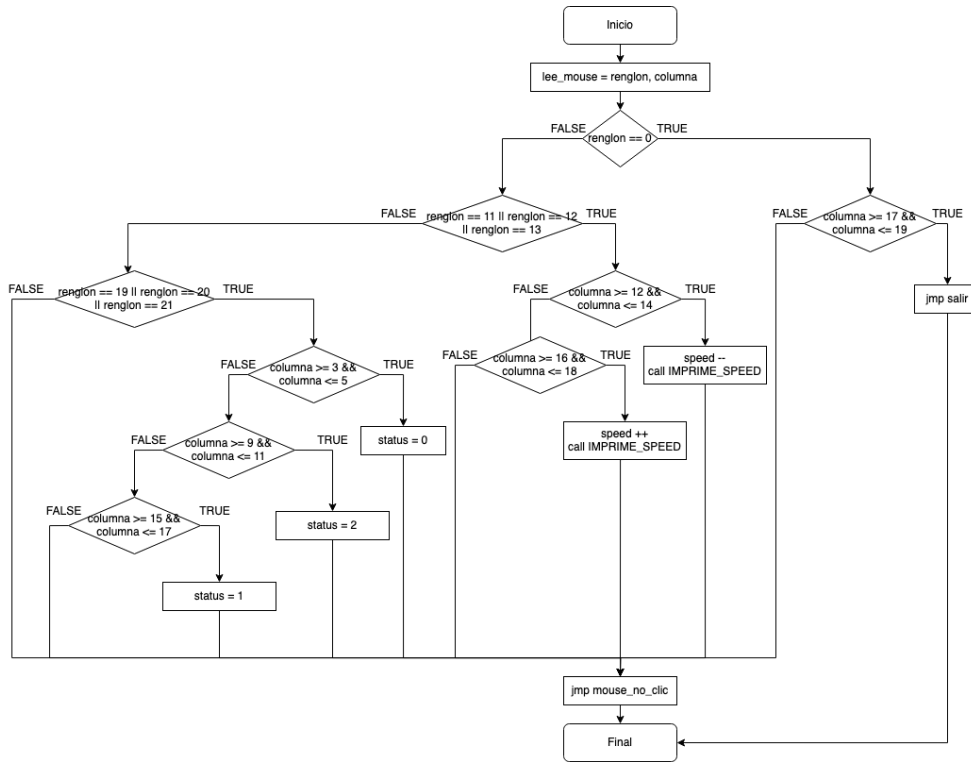 Inicio
lee_mouse = renglon, columna
FALSE
TRUE
renglon == 0
FALSE
renglon == 11 || renglon == 12
|| renglon == 13
TRUE
FALSE
columna >= 17 &&
columna <= 19
TRUE
FALSE
renglon == 19 || renglon == 20
|| renglon == 21
TRUE
FALSE
columna >= 12 &&
columna <= 14
TRUE
jmp salir
FALSE
columna >= 3 &&
columna <= 5
TRUE
FALSE
columna >= 16 &&
columna <= 18
TRUE
speed --
call IMPRIME_SPEED
FALSE
columna >= 9 &&
columna <= 11
TRUE
status = 0
speed ++
call IMPRIME_SPEED
FALSE
columna >= 15 &&
columna <= 17
TRUE
status = 2
status = 1
jmp mouse_no_clic
Final